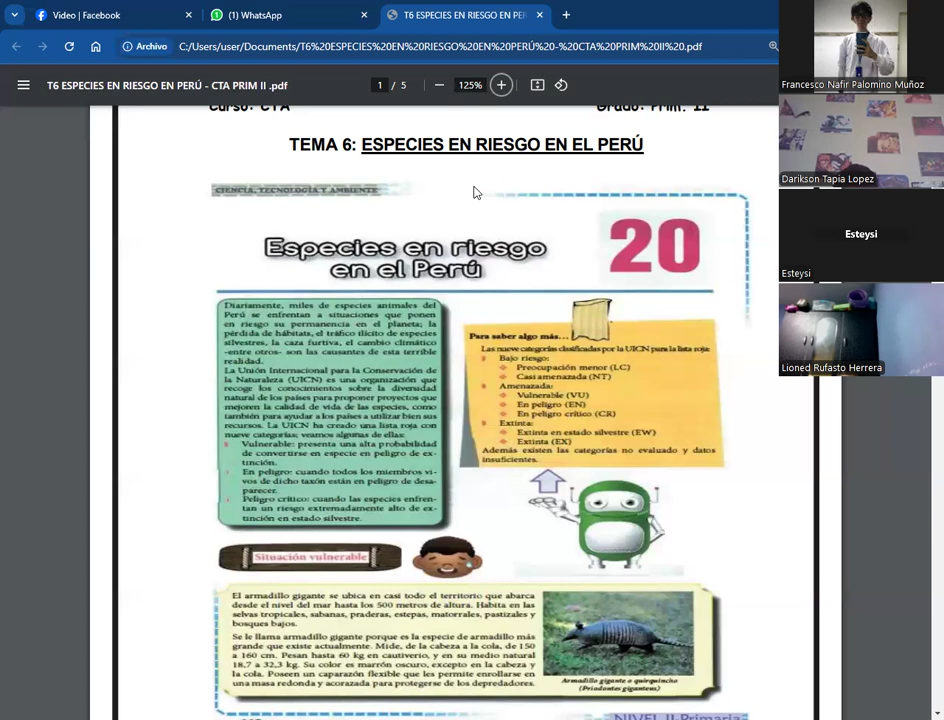 Video | Facebook
(1) WhatsApp
T6 ESPECIES EN RIESGO EN PER
Archivo
C:/Users/user/Documents/T6%20ESPECIES%20EN%20RIESGO%20EN%20PERÚ%20-%20CTA%20PRIM%20II%20.pdf
T6 ESPECIES EN RIESGO EN PERÚ - CTA PRIM II .pdf
1 / 5
125%
Curso: CTA
Grado: Prim. II
TEMA 6: ESPECIES EN RIESGO EN EL PERÚ
CIENCIA, TECNOLOGÍA Y AMBIENTE
Especies en riesgo
en el Perú
20
Diariamente, miles de especies animales del
Perú se enfrentan a situaciones que ponen
en riesgo su permanencia en el planeta; la
pérdida de hábitats, el tráfico ilícito de especies
silvestres, la caza furtiva, el cambio climático
-entre otros- son las causantes de esta terrible
realidad.
La Unión Internacional para la Conservación de
la Naturaleza (UICN) es una organización que
recoge los conocimientos sobre la diversidad
natural de los países para proponer proyectos que
mejoren la calidad de vida de las especies, como
también para ayudar a los países a utilizar bien sus
recursos. La UICN ha creado una lista roja con
nueve categorías; veamos algunas de ellas:
Vulnerable: presenta una alta probabilidad
de convertirse en especie en peligro de ex-
tinción.
En peligro: cuando todos los miembros vi-
vos de dicho taxón están en peligro de desa-
parecer.
Peligro crítico: cuando las especies enfren-
tan un riesgo extremadamente alto de ex-
tinción en estado silvestre.
Para saber algo más...
Las nueve categorías clasificadas por la UICN para la lista roja:
Bajo riesgo:
Preocupación menor (LC)
Casi amenazada (NT)
Amenazada:
Vulnerable (VU)
En peligro (EN)
En peligro crítico (CR)
Extinta:
Extinta en estado silvestre (EW)
Extinta (EX)
Además existen las categorías no evaluado y datos
insuficientes.
Situación vulnerable
El armadillo gigante se ubica en casi todo el territorio que abarca
desde el nivel del mar hasta los 500 metros de altura. Habita en las
selvas tropicales, sabanas, praderas, estepas, matorrales, pastizales y
bosques bajos.
Se le llama armadillo gigante porque es la especie de armadillo más
grande que existe actualmente. Mide, de la cabeza a la cola, de 150
a 160 cm. Pesan hasta 60 kg en cautiverio, y en su medio natural
18,7 a 32,3 kg. Su color es marrón oscuro, excepto en la cabeza y
la cola. Poseen un caparazón flexible que les permite enrollarse en
una masa redonda y acorazada para protegerse de los depredadores.
Armadillo gigante o quirquincho
(Priodontes giganteus)
NIVEL II Primaria
Francesco Nafir Palomino Muñoz
Darikson Tapia Lopez
Esteysi
Esteysi
Lioned Rufasto Herrera